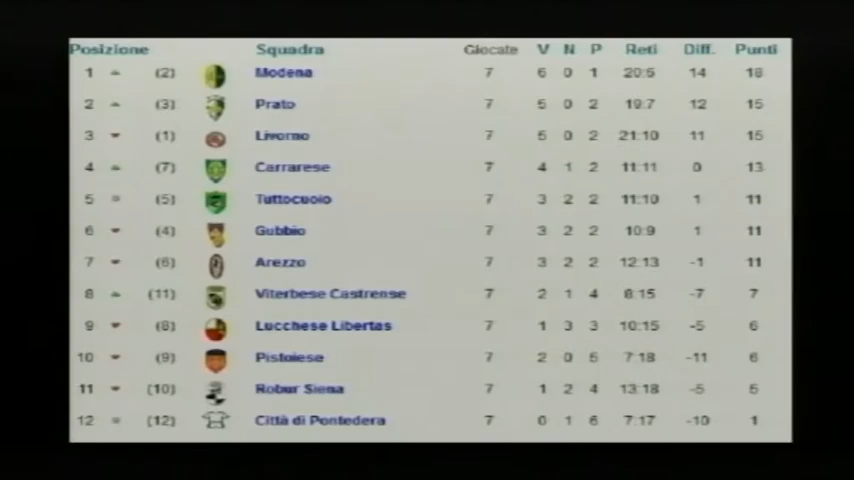 Posizione Squadra Giocate V N P Reti Diff. Punti
1 (2) Modena 7 6 0 1 20:6 14 18
2 (3) Prato 7 5 0 2 19:7 12 15
3 (1) Livorno 7 5 0 2 21:10 11 15
4 (7) Carrarese 7 4 1 2 11:11 0 13
5 (5) Tuttocuoio 7 3 2 2 11:10 1 11
6 (4) Gubbio 7 3 2 2 10:9 1 11
7 (6) Arezzo 7 3 2 2 12:13 -1 11
8 (11) Viterbese Castrense 7 2 1 4 8:15 -7 7
9 (8) Lucchese Libertas 7 1 3 3 10:15 -5 6
10 (9) Pistoiese 7 2 0 5 7:18 -11 6
11 (10) Robur Siena 7 1 2 4 13:18 -5 5
12 (12) Città di Pontedera 7 0 1 6 7:17 -10 1